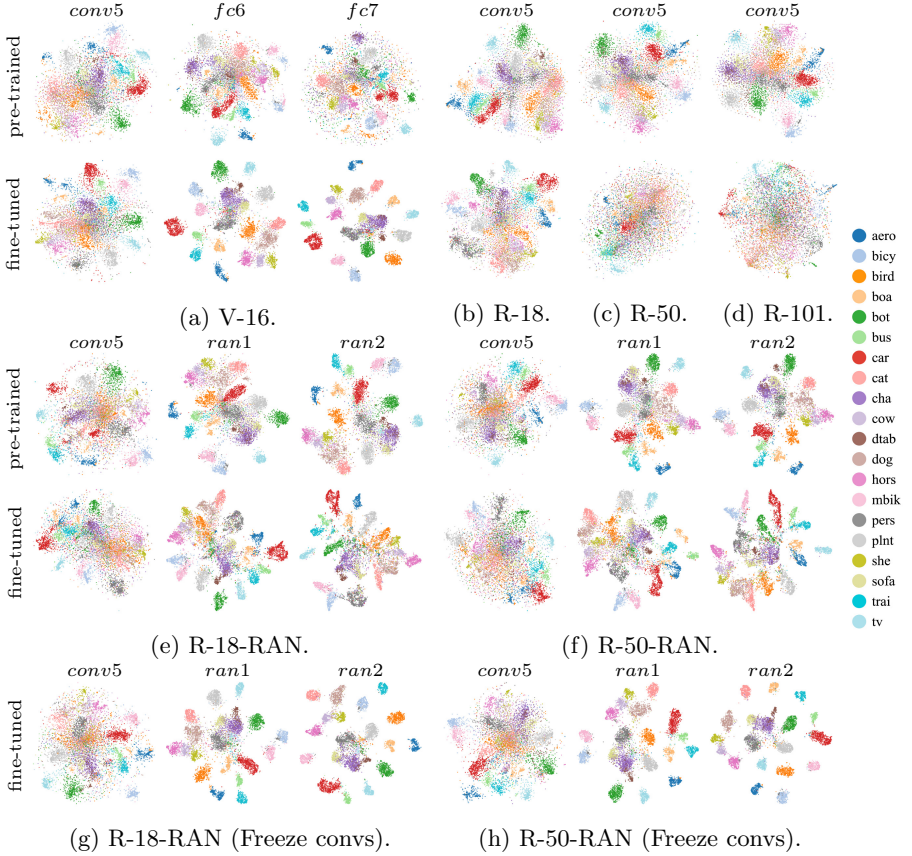 conv5 fc6 fc7 conv5 conv5 conv5
pre-trained
fine-tuned
(a) V-16. (b) R-18. (c) R-50. (d) R-101.
conv5 ran1 ran2 conv5 ran1 ran2
pre-trained
fine-tuned
(e) R-18-RAN. (f) R-50-RAN.
conv5 ran1 ran2 conv5 ran1 ran2
fine-tuned
(g) R-18-RAN (Freeze convs). (h) R-50-RAN (Freeze convs).
aero
bicy
bird
boa
bot
bus
car
cat
cha
cow
dtab
dog
hors
mbik
pers
plnt
she
sofa
trai
tv